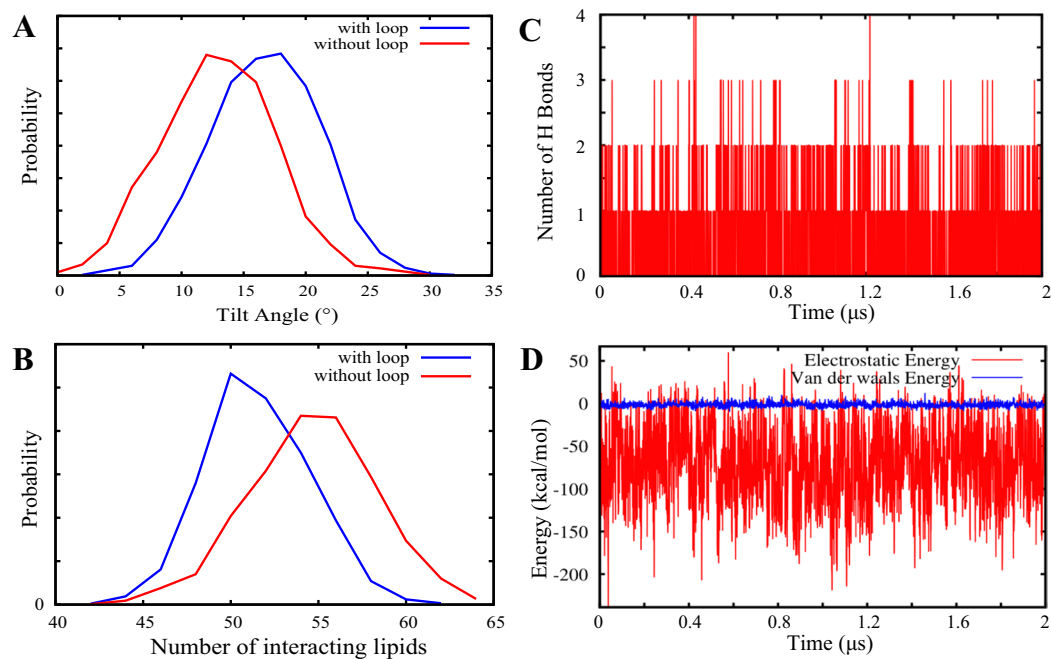 A
with loop
without loop
Probability
0 5 10 15 20 25 30 35
Tilt Angle (°)
B
with loop
without loop
Probability
0
40 45 50 55 60 65
Number of interacting lipids
C
Number of H Bonds
4
3
2
1
0
0 0.4 0.8 1.2 1.6 2
Time (μs)
D
Electrostatic Energy
Van der waals Energy
Energy (kcal/mol)
50
0
-50
-100
-150
-200
0 0.4 0.8 1.2 1.6 2
Time (μs)